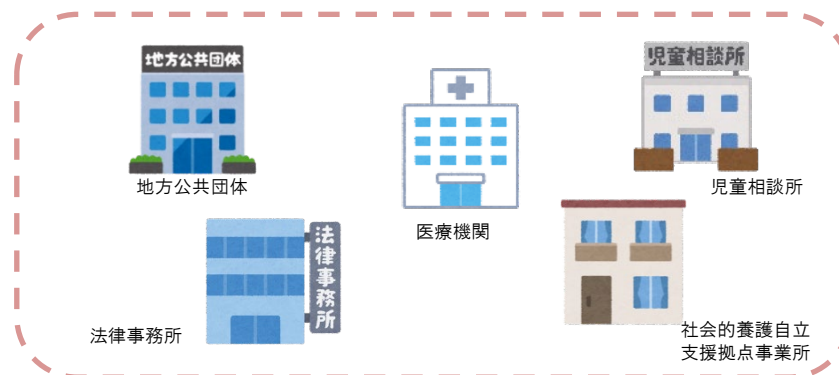 地方公共団体
地方公共団体
医療機関
児童相談所
児童相談所
法律事務所
法律事務所
社会的養護自立
支援拠点事業所